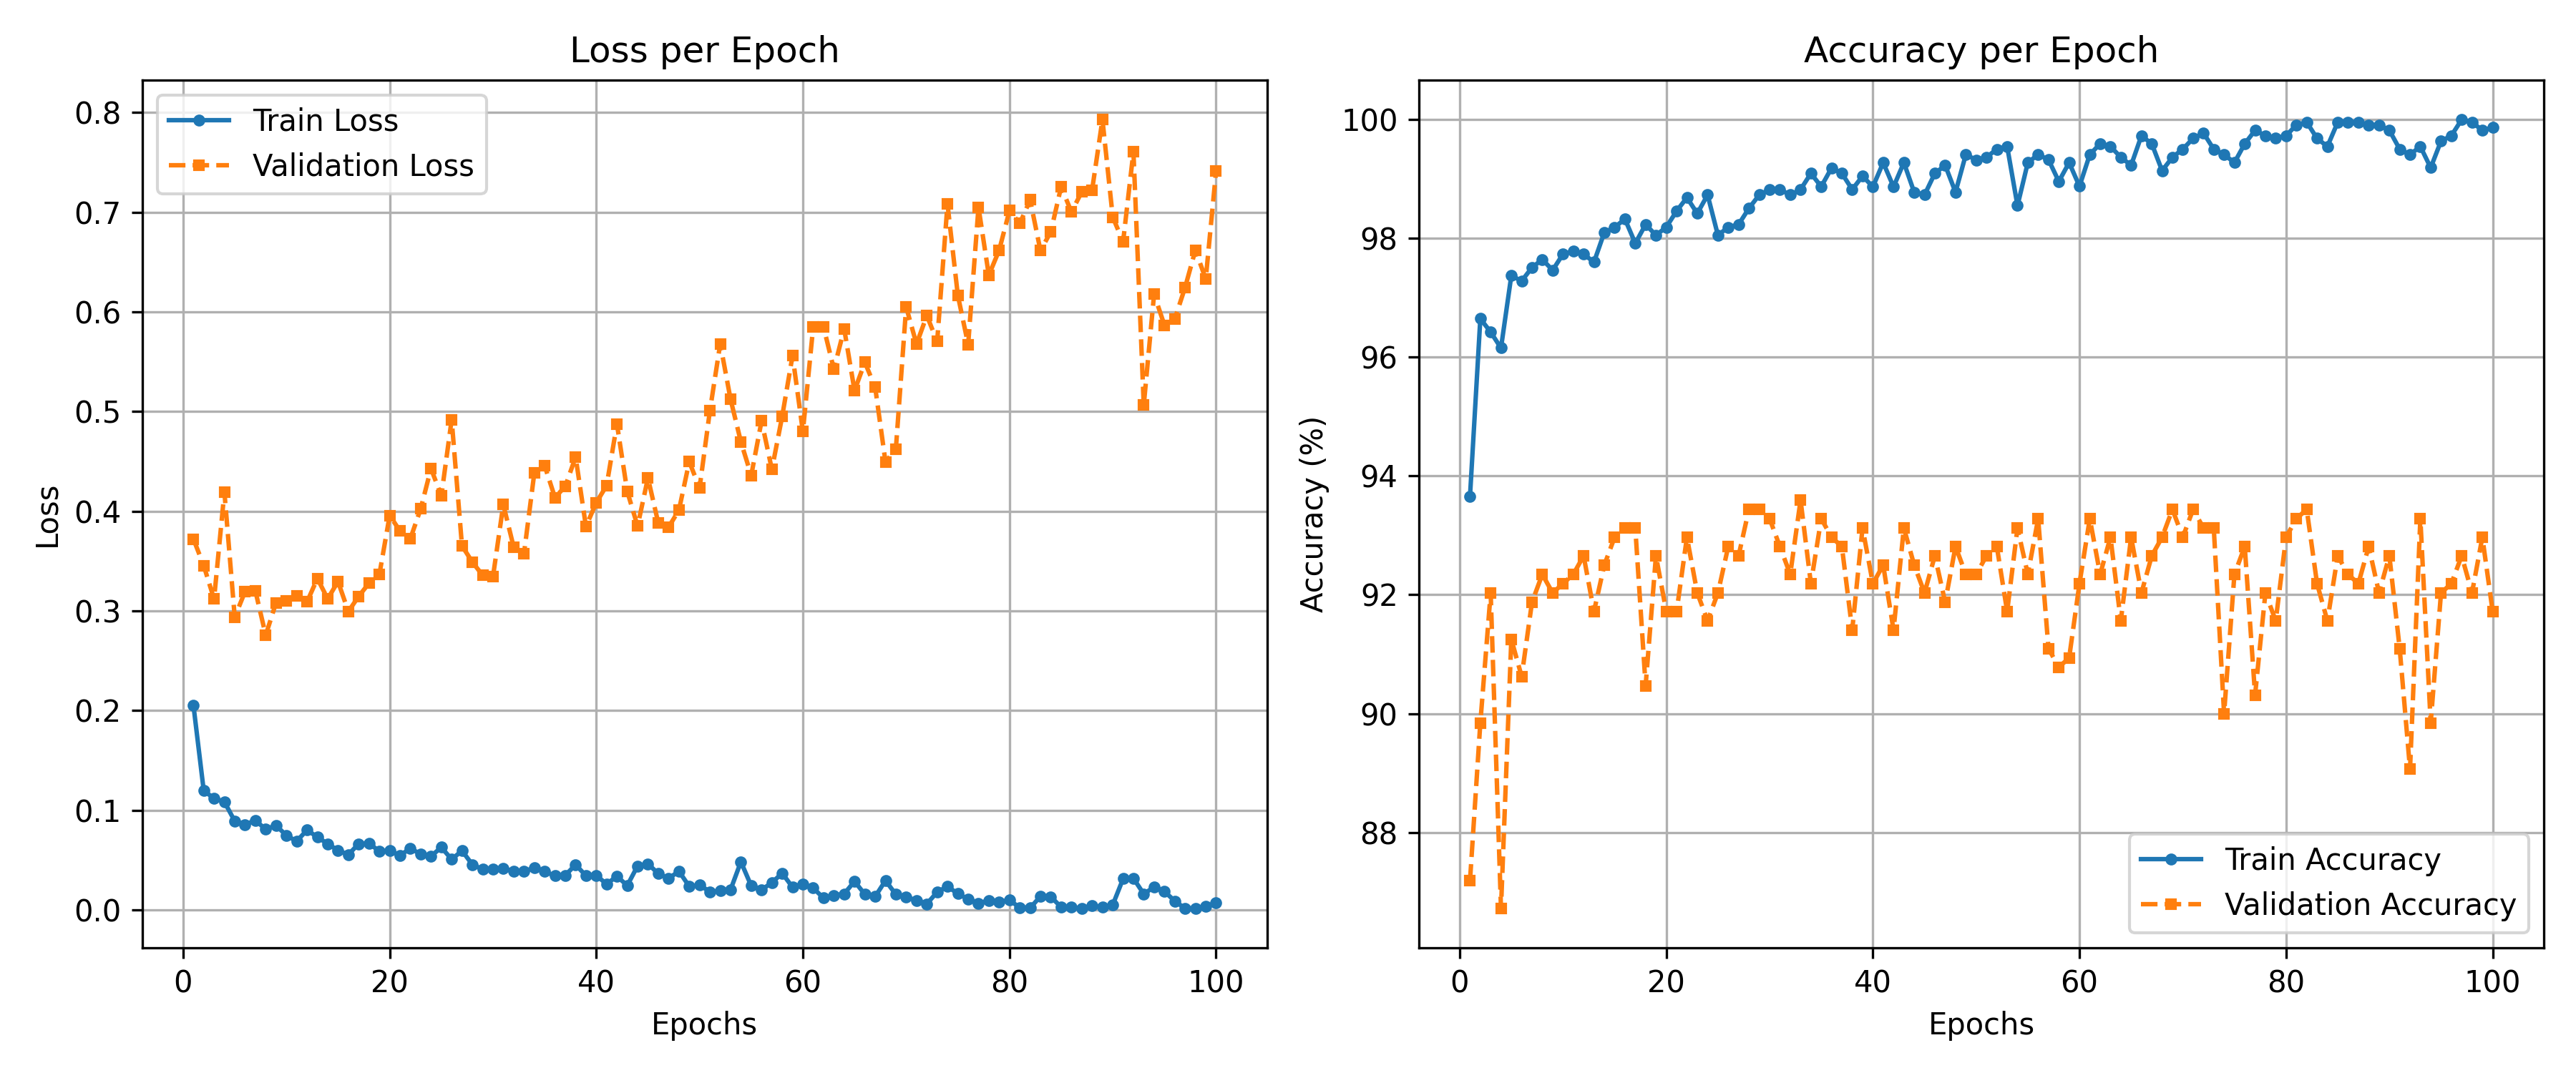 Loss per Epoch
0.8
0.7
0.6
0.5
0.4
0.3
0.2
0.1
0.0
Loss
Train Loss
Validation Loss
0 20 40 60 80 100
Epochs
Accuracy per Epoch
100
98
96
94
92
90
88
Accuracy (%)
Train Accuracy
Validation Accuracy
0 20 40 60 80 100
Epochs